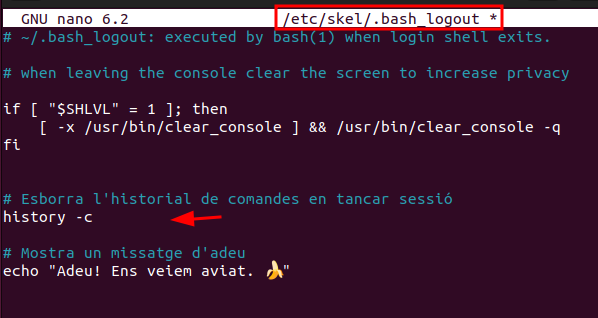 GNU nano 6.2 /etc/skel/.bash_logout *
# ~/.bash_logout: executed by bash(1) when login shell exits.
# when leaving the console clear the screen to increase privacy
if [ "$SHLVL" = 1 ]; then
    [ -x /usr/bin/clear_console ] && /usr/bin/clear_console -q
fi
# Esborra l'historial de comandes en tancar sessió
history -c
# Mostra un missatge d'adeu
echo "Adeu! Ens veiem aviat. 🍌"